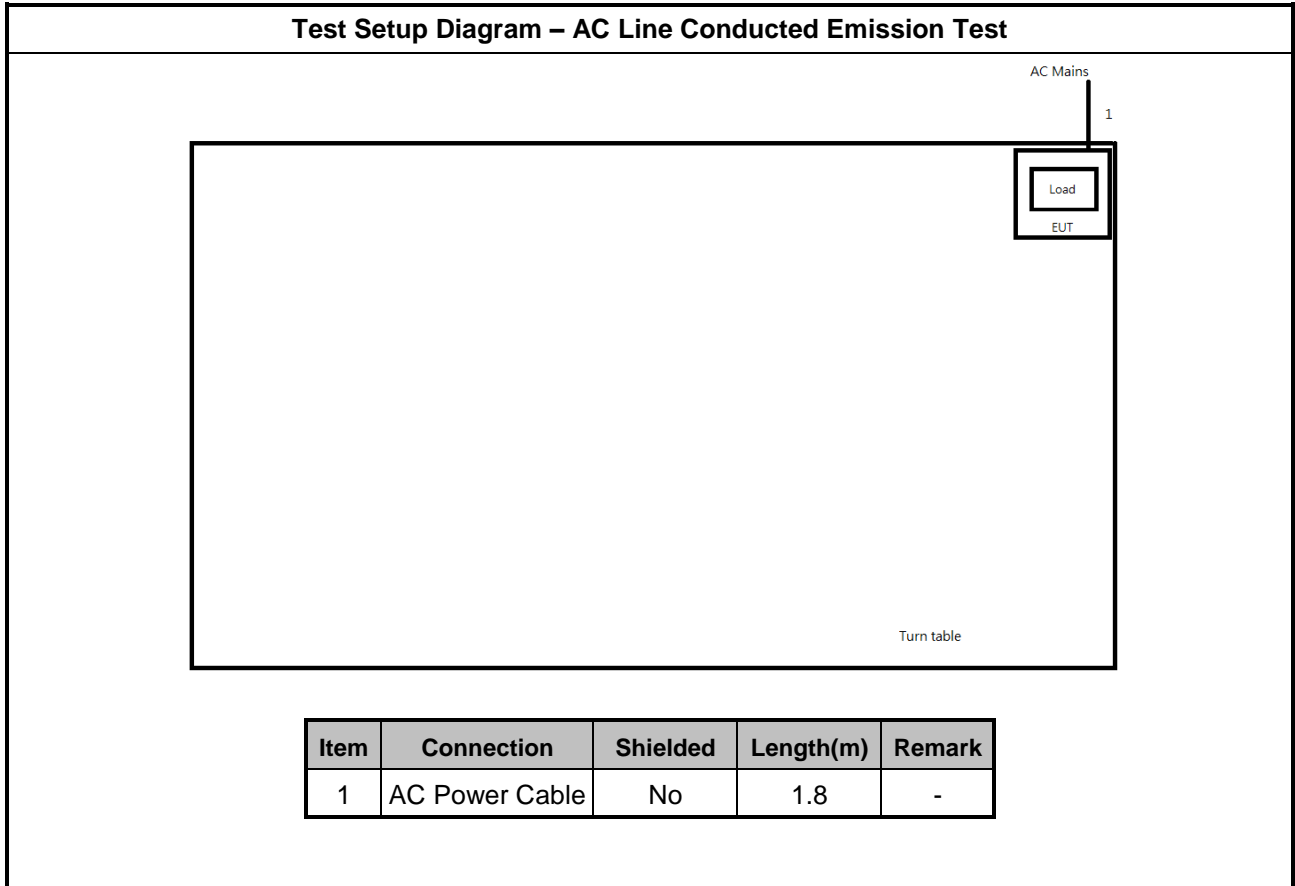 Test Setup Diagram – AC Line Conducted Emission Test
AC Mains
1
Load
EUT
Turn table
Item Connection Shielded Length(m) Remark
1 AC Power Cable No 1.8 -